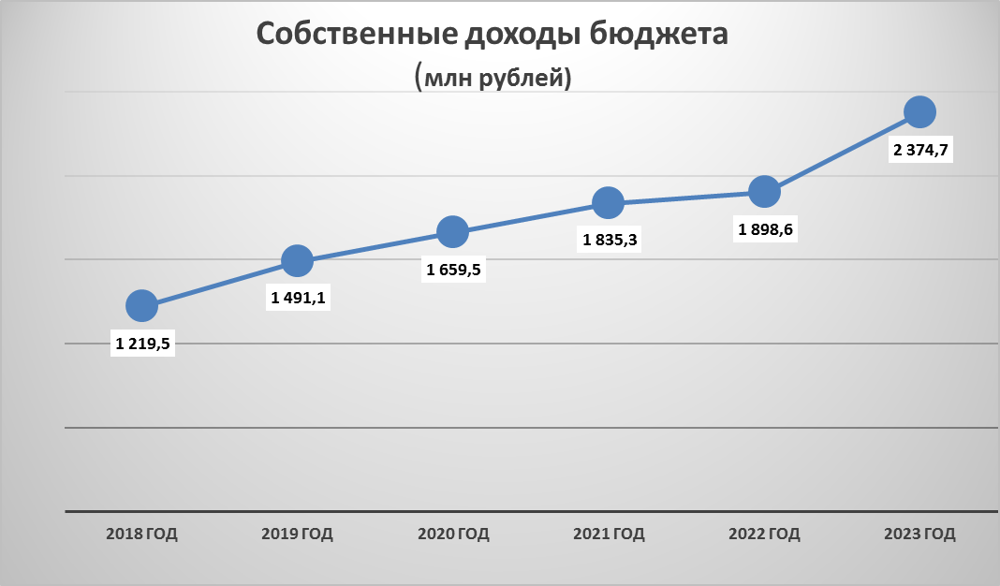 Собственные доходы бюджета
(млн рублей)
2 374,7
1 898,6
1 835,3
1 659,5
1 491,1
1 219,5
2018 ГОД
2019 ГОД
2020 ГОД
2021 ГОД
2022 ГОД
2023 ГОД